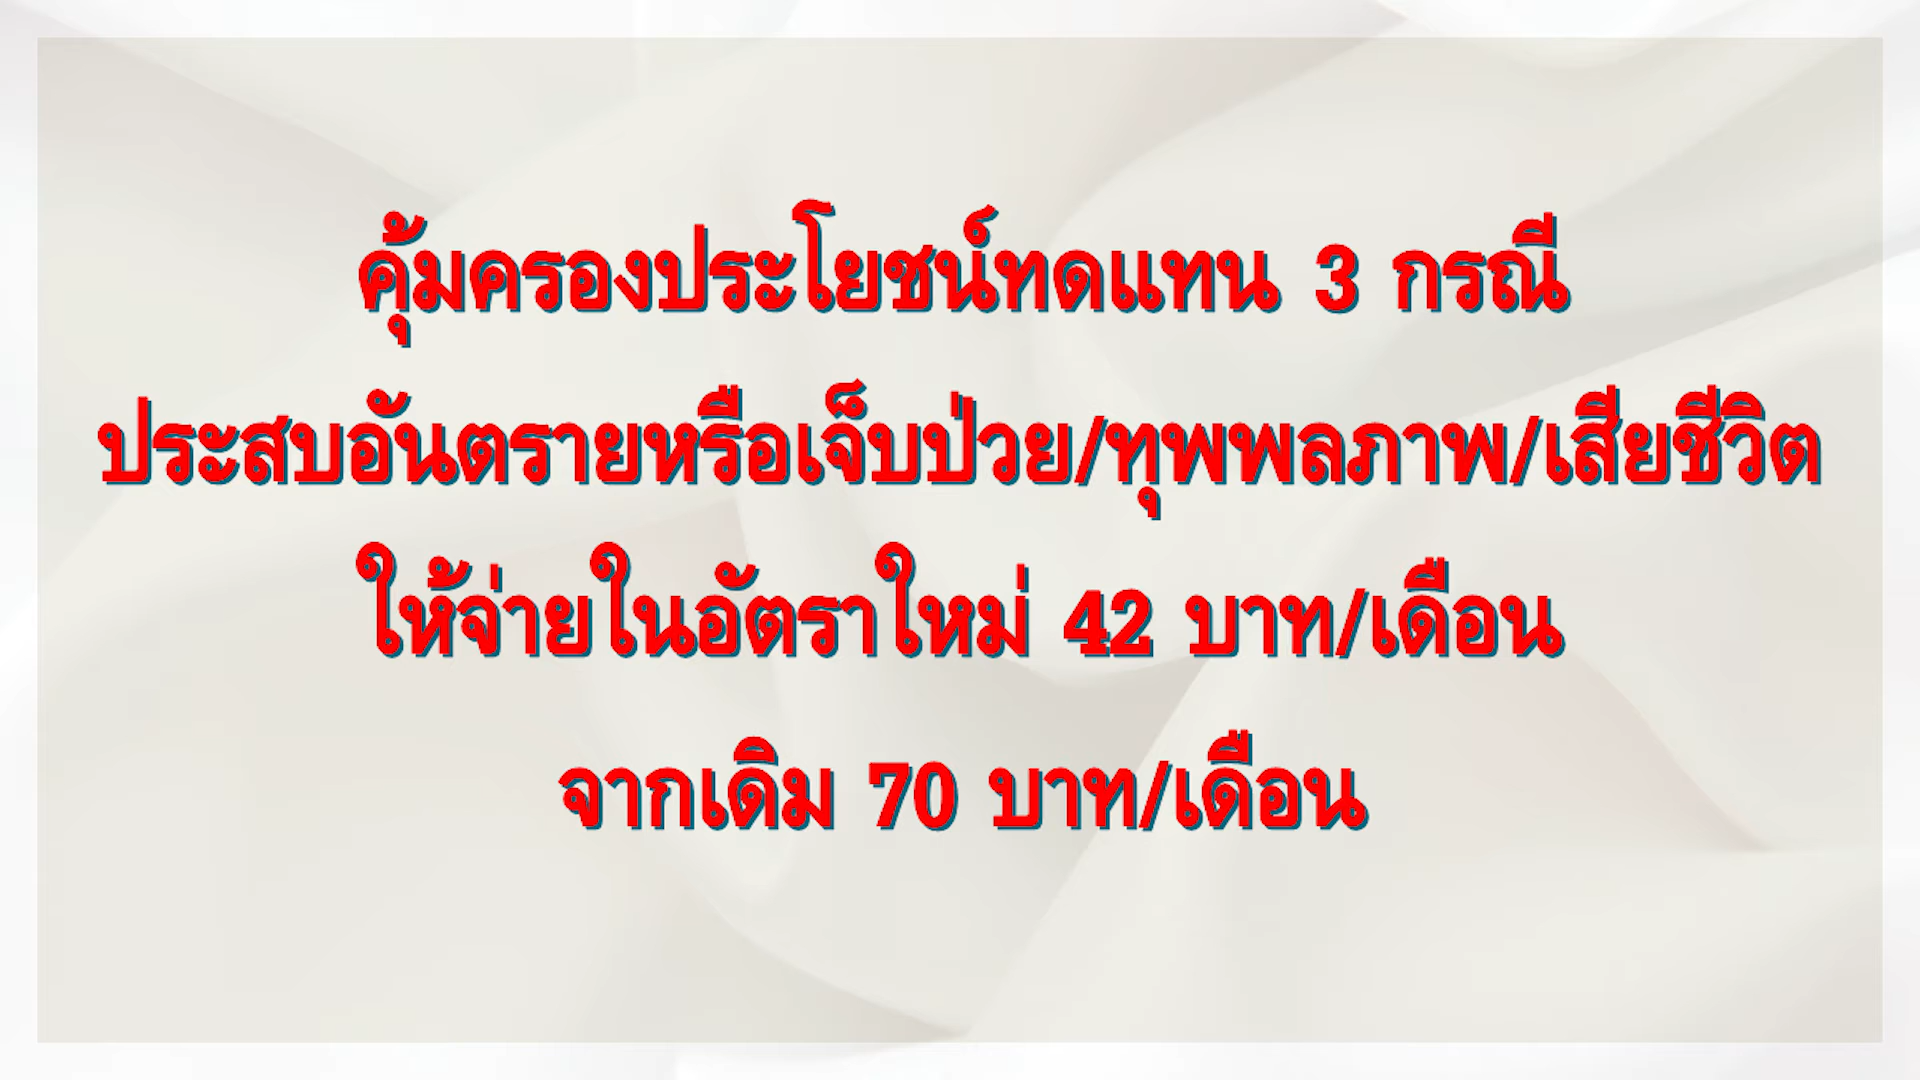 คุ้มครองประโยชน์ทดแทน 3 กรณี
ประสบอันตรายหรือเจ็บป่วย/ทุพพลภาพ/เสียชีวิต
ให้จ่ายในอัตราใหม่ 42 บาท/เดือน
จากเดิม 70 บาท/เดือน